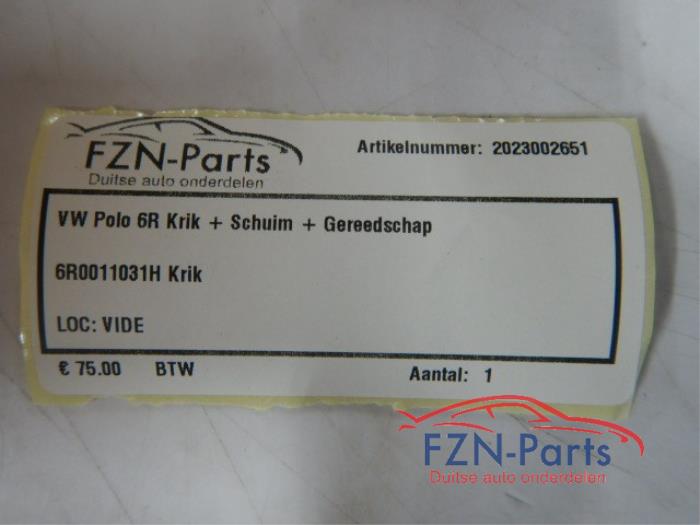 FZN-Parts
Duitse auto onderdelen
Artikelnummer: 2023002651
VW Polo 6R Krik + Schuim + Gereedschap
6R0011031H Krik
LOC: VIDE
€ 75.00 BTW Aantal: 1
FZN-Parts
Duitse auto onderdelen